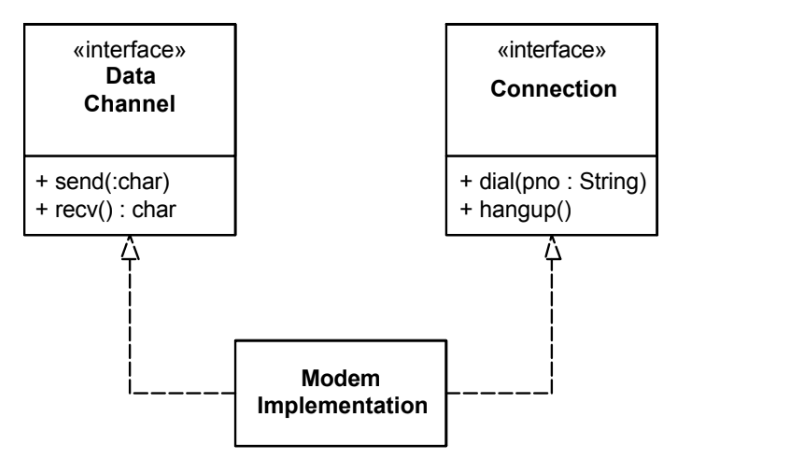 «interface»
Data
Channel
+ send(:char)
+ recv() : char
«interface»
Connection
+ dial(pno : String)
+ hangup()
Modem
Implementation